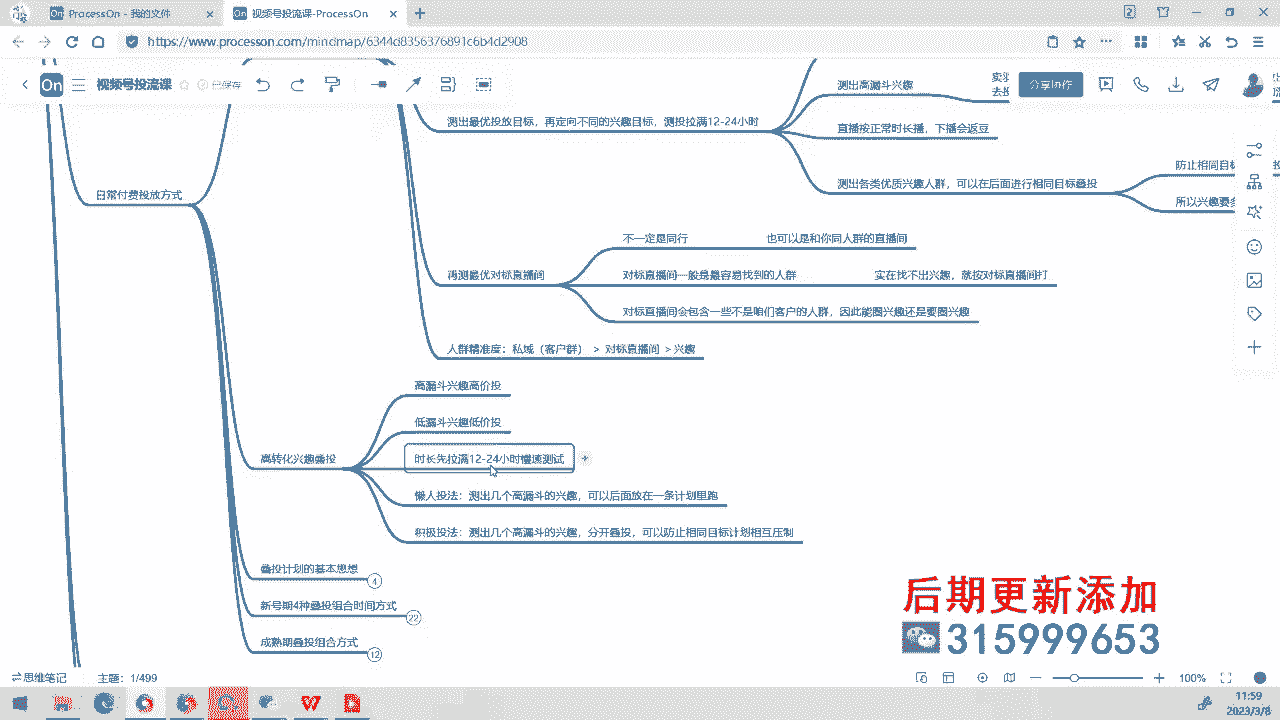 ProcessOn - 我的文件
视频号投流课-ProcessOn
https://www.processon.com/mindmap/6344d8356376891c6b4d2908
视频号投流课
已保存
分享协作
测出高漏斗兴趣
测出最优投放目标，再定向不同的兴趣目标，测投拉满12-24小时
直播按正常时长播，下播会返豆
测出各类优质兴趣人群，可以在后面进行相同目标叠投
防止相同目标
所以兴趣要多
日常付费投放方式
不一定是同行
也可以是和你同人群的直播间
再测最优对标直播间
对标直播间一般是最容易找到的人群
实在找不出兴趣，就按对标直播间打
对标直播间会包含一些不是咱们客户的人群，因此能圈兴趣还是要圈兴趣
人群精准度：私域（客户群） > 对标直播间 > 兴趣
高漏斗兴趣高价投
低漏斗兴趣低价投
高转化兴趣叠投
时长先拉满12-24小时慢速测试
懒人投法：测出几个高漏斗的兴趣，可以后面放在一条计划里跑
积极投法：测出几个高漏斗的兴趣，分开叠投，可以防止相同目标计划相互压制
叠投计划的基本思想
4
新号期4种叠投组合时间方式
22
成熟期叠投组合方式
12
后期更新添加
315999653
思维笔记
主题：1/499
100%
11:59
2023/3/8